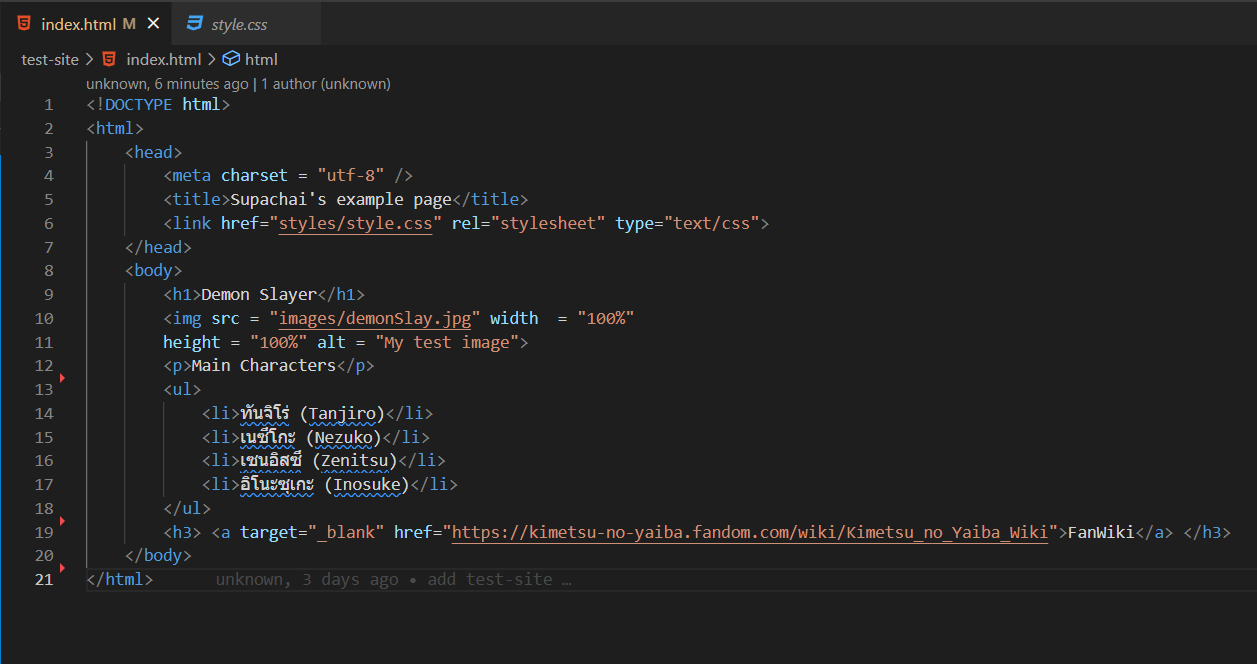 index.html M
style.css
test-site > index.html > html
unknown, 6 minutes ago | 1 author (unknown)
1 <!DOCTYPE html>
2 <html>
3 <head>
4 <meta charset = "utf-8" />
5 <title>Supachai's example page</title>
6 <link href="styles/style.css" rel="stylesheet" type="text/css">
7 </head>
8 <body>
9 <h1>Demon Slayer</h1>
10 <img src = "images/demonSlay.jpg" width  = "100%"
11 height = "100%" alt = "My test image">
12 <p>Main Characters</p>
13 <ul>
14 <li>ทันจิโร่ (Tanjiro)</li>
15 <li>เนซึโกะ (Nezuko)</li>
16 <li>เซนอิสซึ (Zenitsu)</li>
17 <li>อิโนะซุเกะ (Inosuke)</li>
18 </ul>
19 <h3> <a target="_blank" href="https://kimetsu-no-yaiba.fandom.com/wiki/Kimetsu_no_Yaiba_Wiki">FanWiki</a> </h3>
20 </body>
21 </html> unknown, 3 days ago • add test-site …